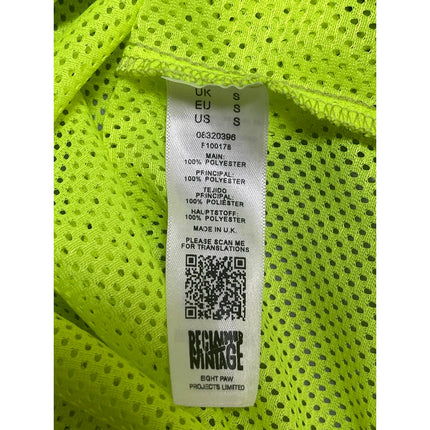 UK S
EU S
US S
08320396
F100178
MAIN:
100% POLYESTER
PRINCIPAL:
100% POLYESTER
TEJIDO
PRINCIPAL:
100% POLIÉSTER
HAUPTSTOFF:
100% POLYESTER
MADE IN U.K.
PLEASE SCAN ME
FOR TRANSLATIONS
RECLAIMED
VINTAGE
EIGHT PAW
PROJECTS LIMITED